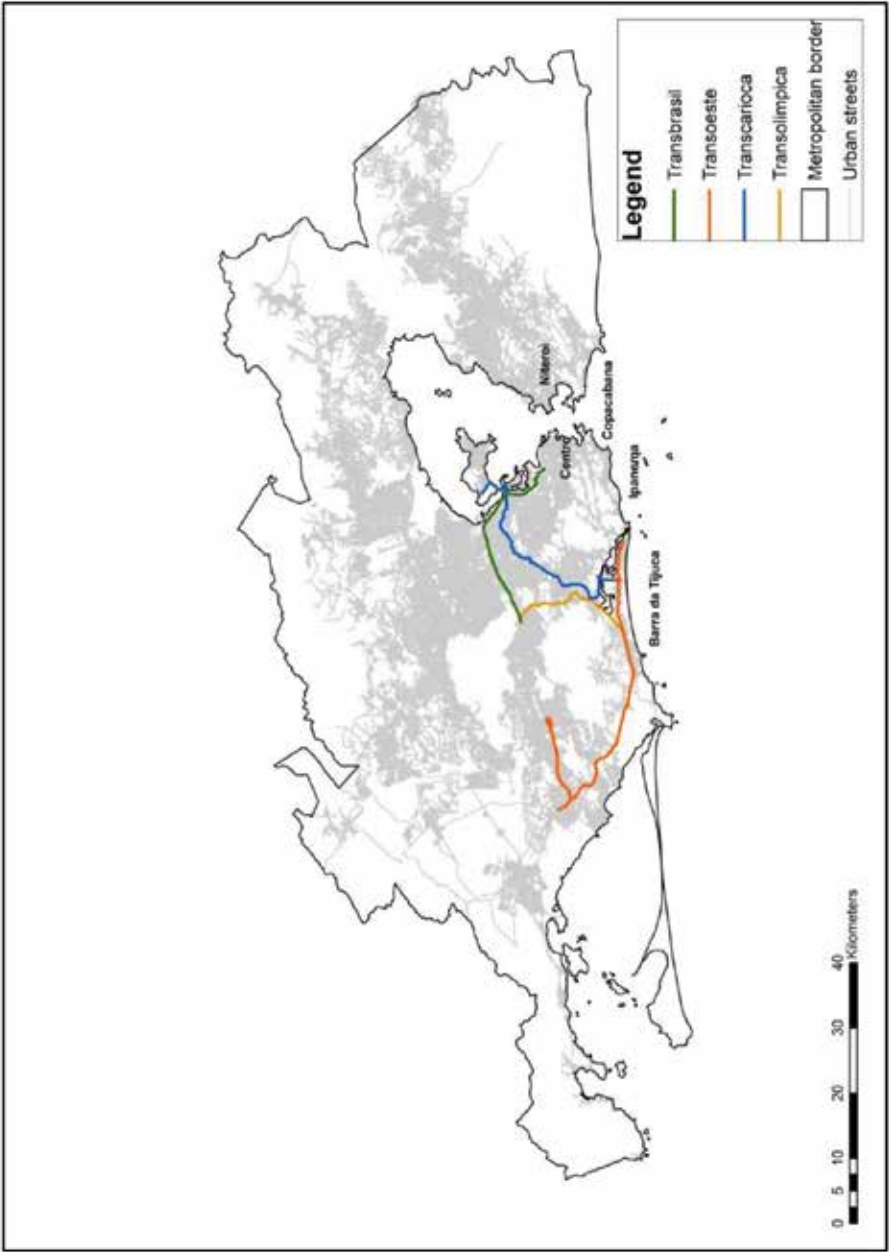 Legend
Transbrasil
Transoeste
Transcarioca
Transolimpica
Metropolitan border
Urban streets
Niteroi
Centro
Copacabana
Ipanema
Barra da Tijuca
0 5 10 20 30 40
Kilometers